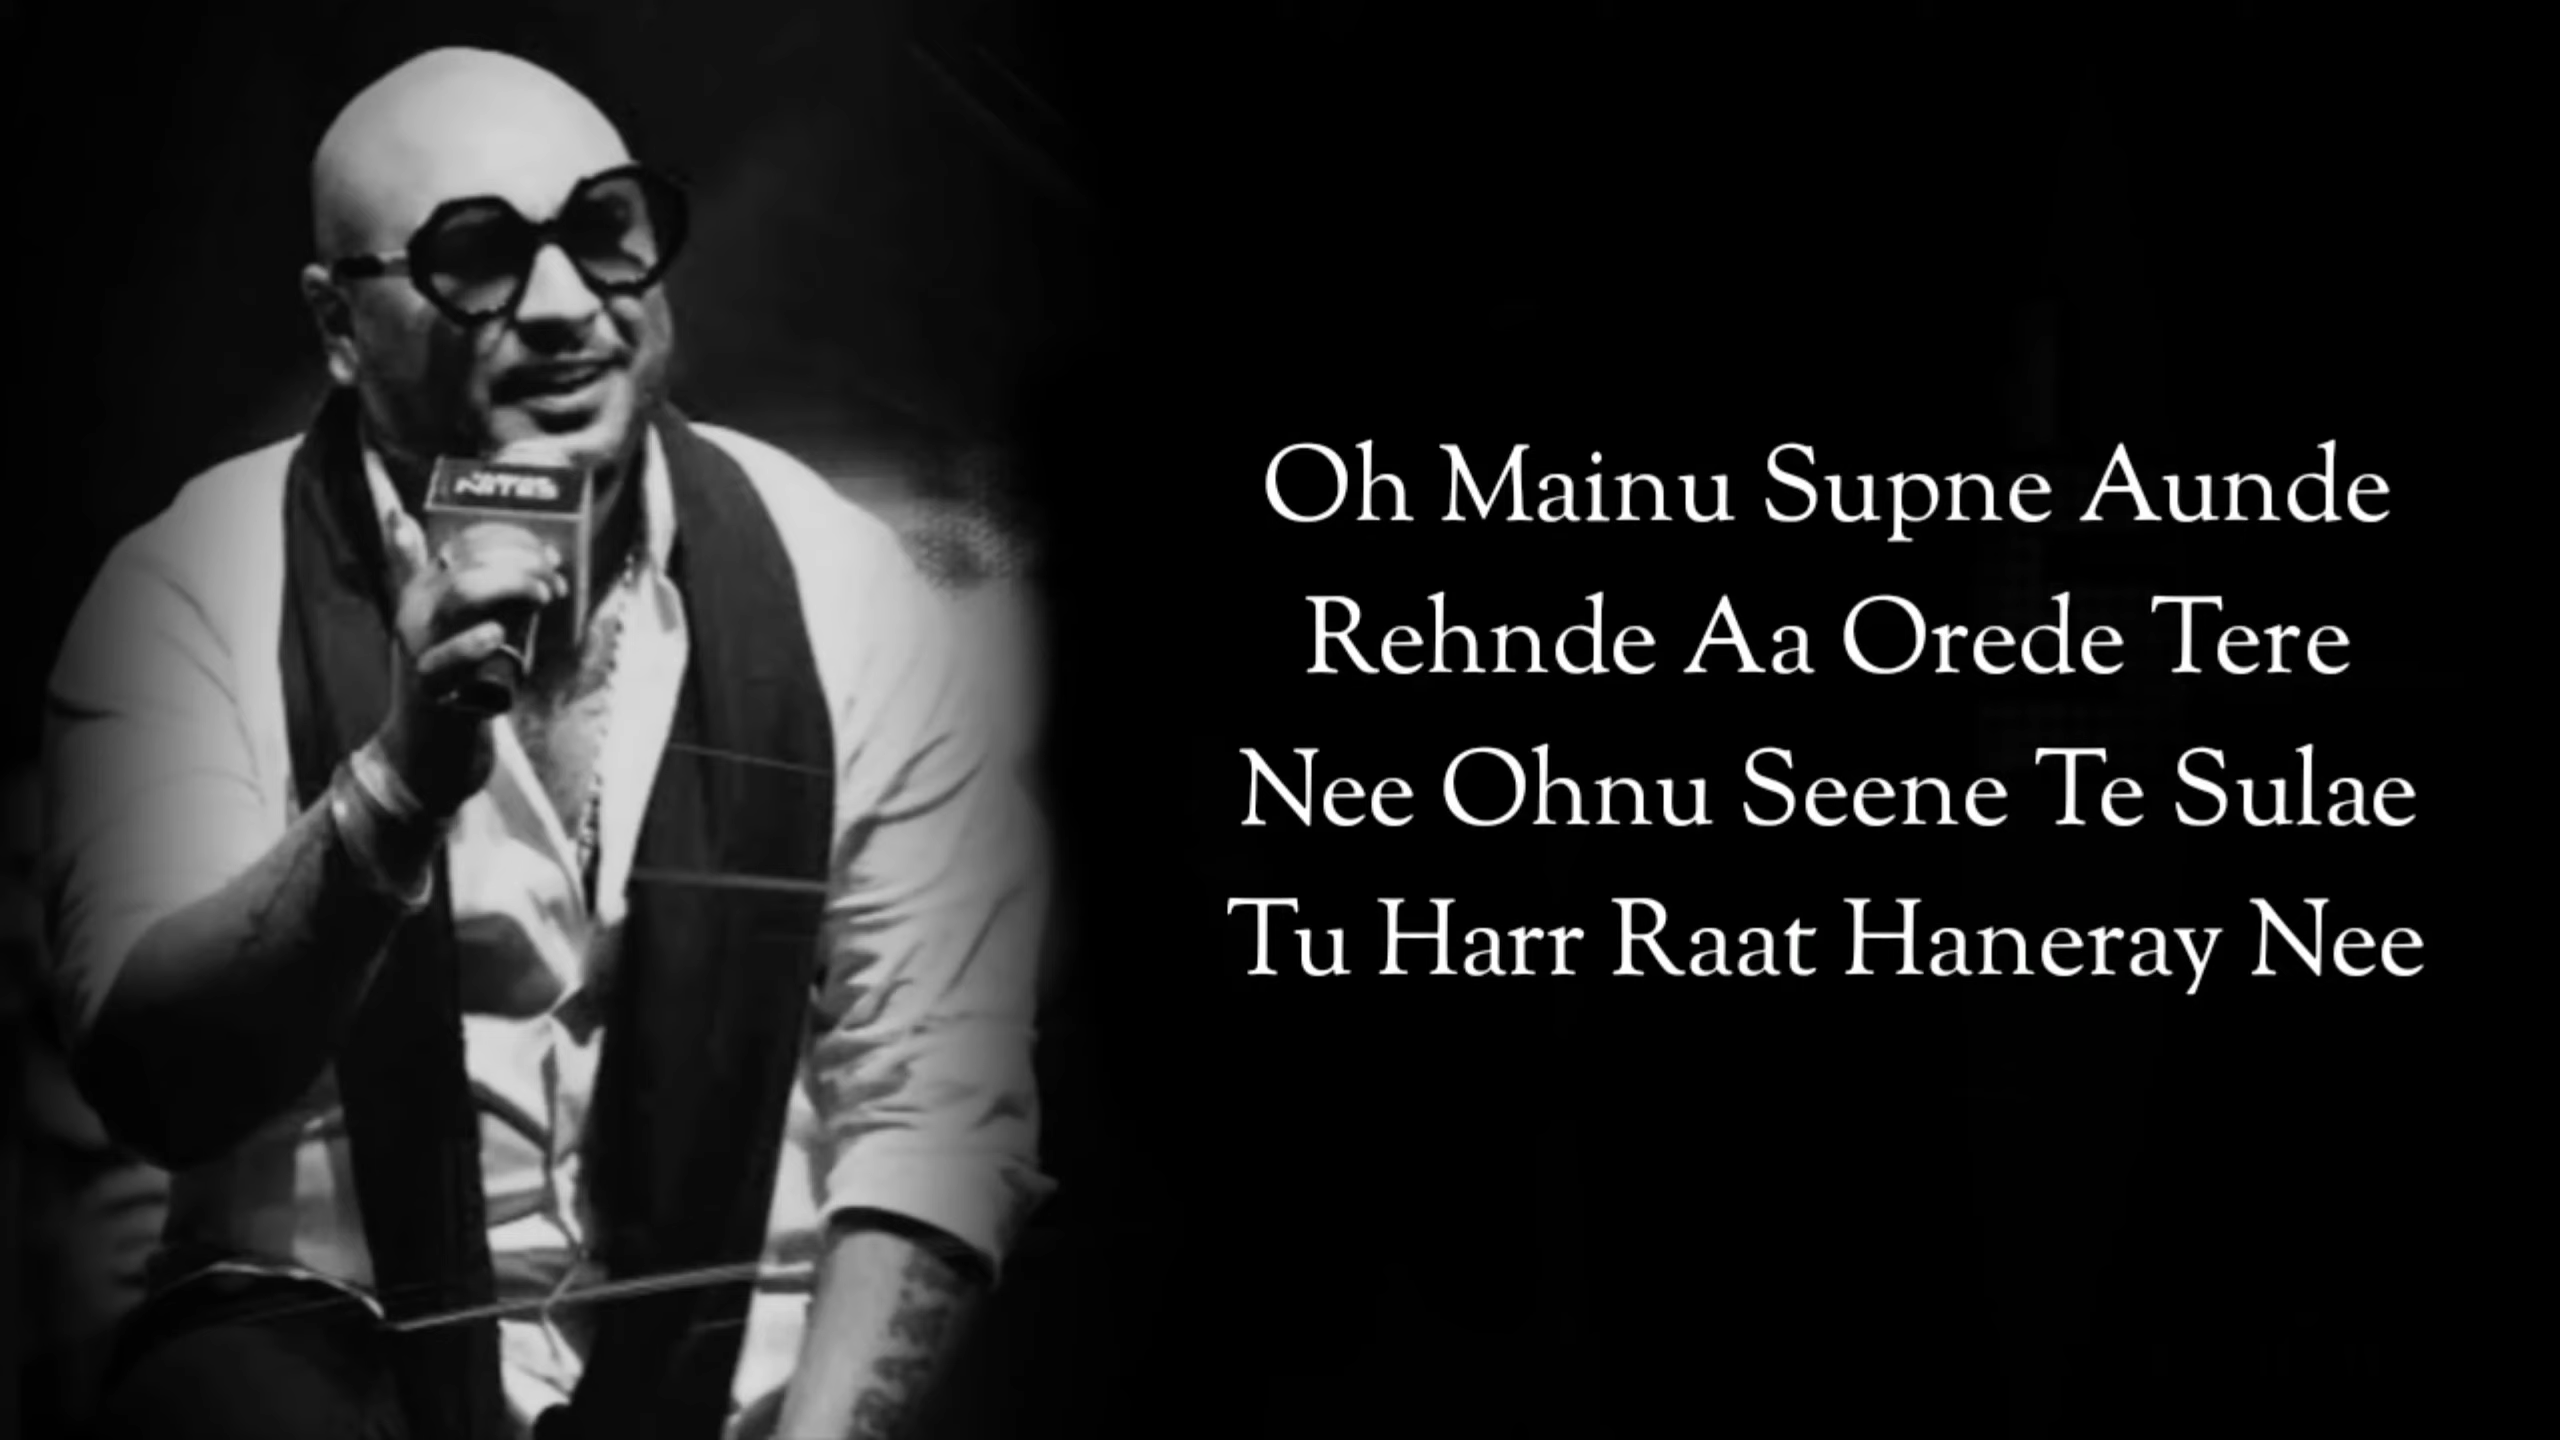 Oh Mainu Supne Aunde
Rehnde Aa Orede Tere
Nee Ohnu Seene Te Sulae
Tu Harr Raat Haneray Nee